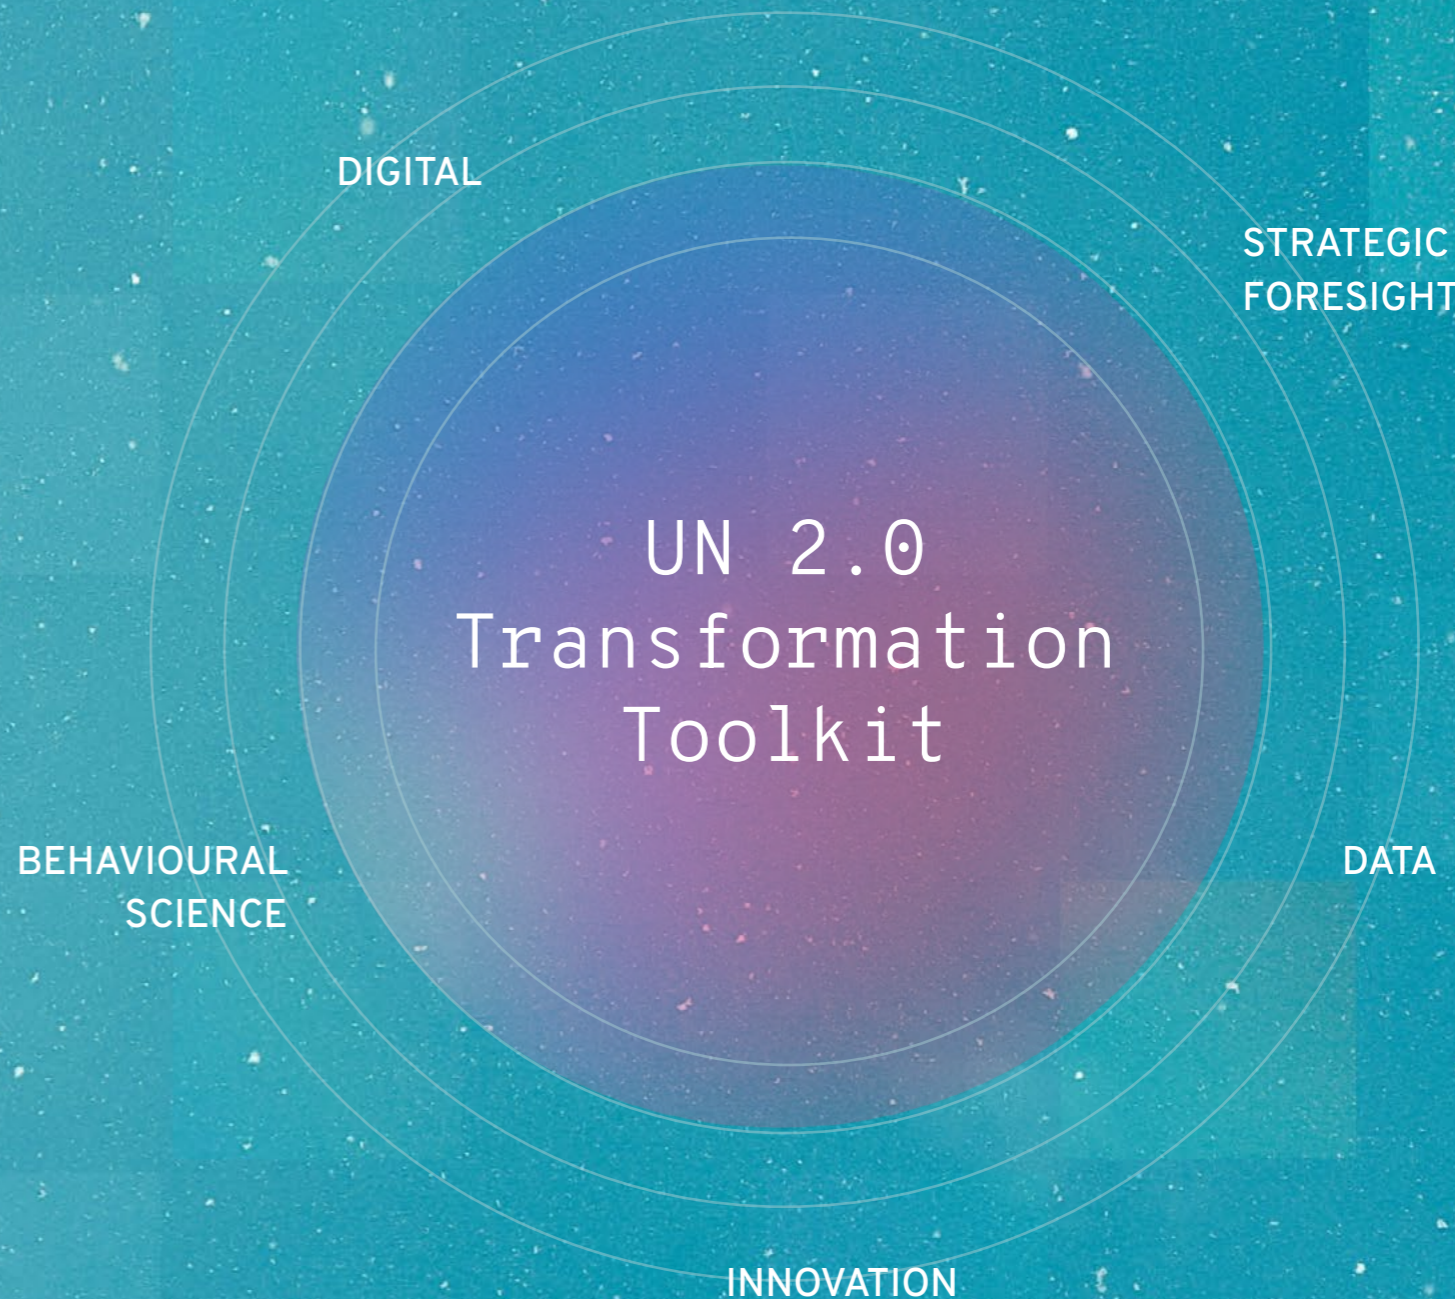 DIGITAL
STRATEGIC
FORESIGHT
UN 2.0
Transformation
Toolkit
BEHAVIOURAL
SCIENCE
DATA
INNOVATION